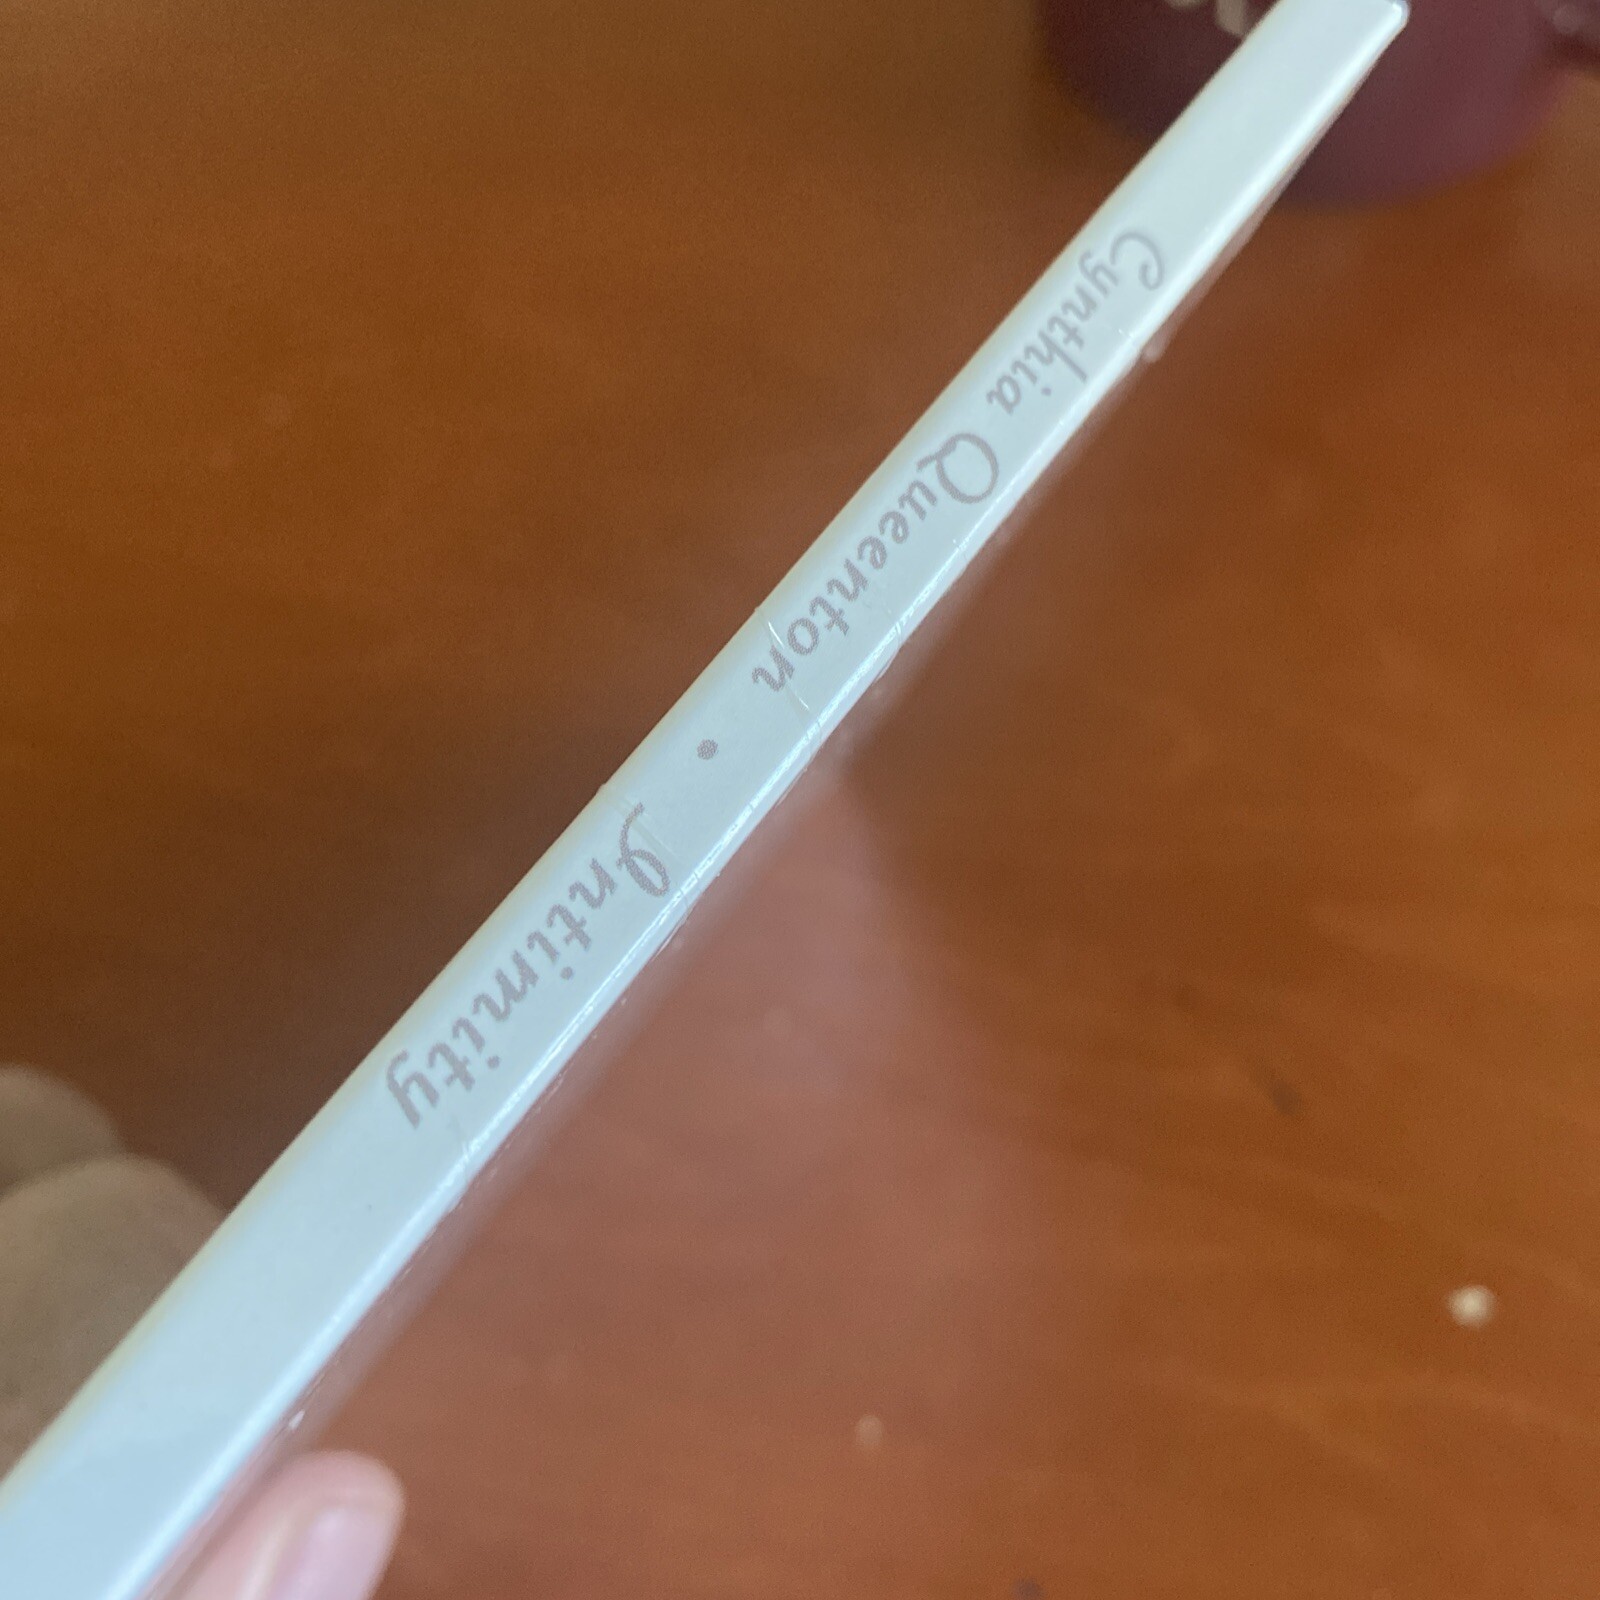 Cynthia Queenton • Intimity